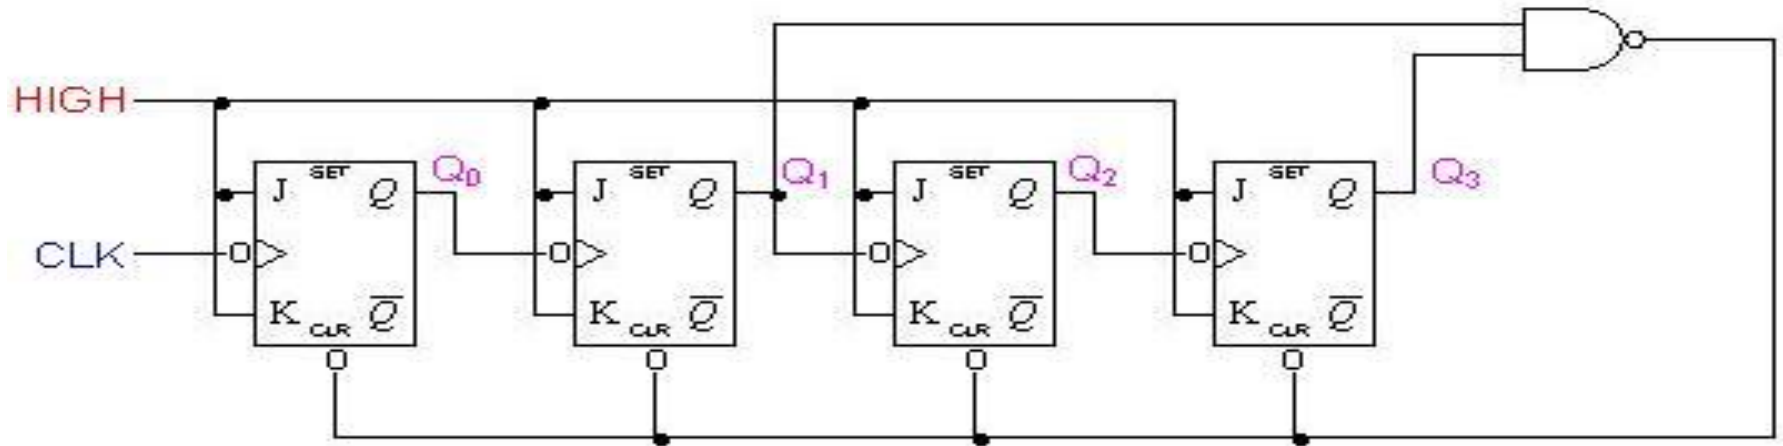 HIGH
CLK
SET
J Q
K CLR Q̅
Q₀
SET
J Q
K CLR Q̅
Q₁
SET
J Q
K CLR Q̅
Q₂
SET
J Q
K CLR Q̅
Q₃